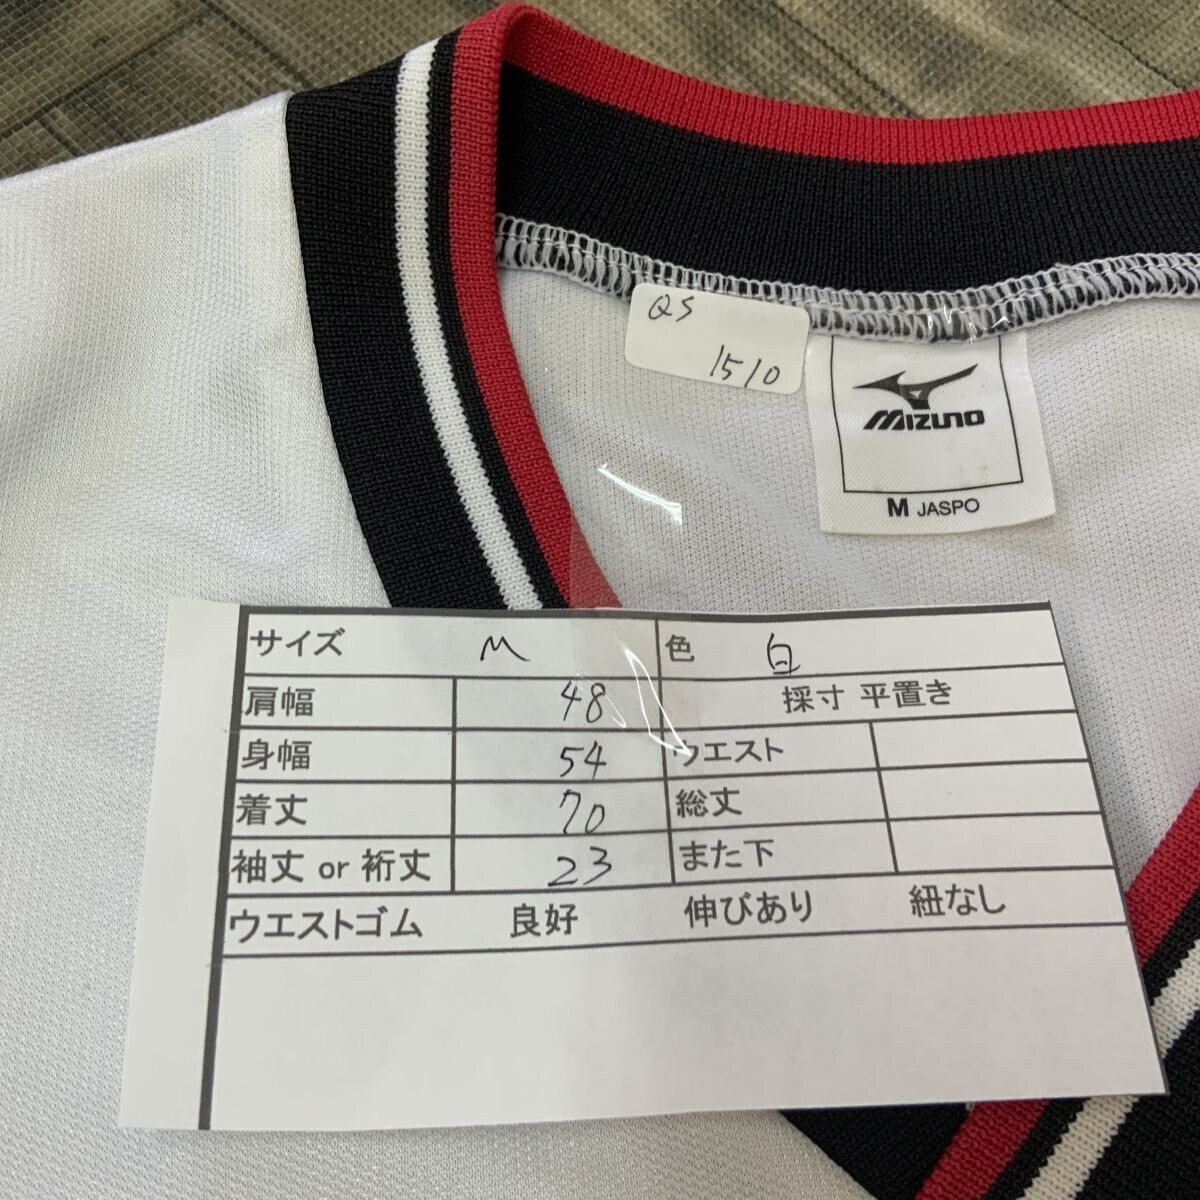 QS
1510
MIZUNO
M JASPO
サイズ M 色 白
肩幅 48 採寸 平置き
身幅 54 ウエスト
着丈 70 総丈
袖丈 or 裄丈 23 また下
ウエストゴム 良好 伸びあり 紐なし